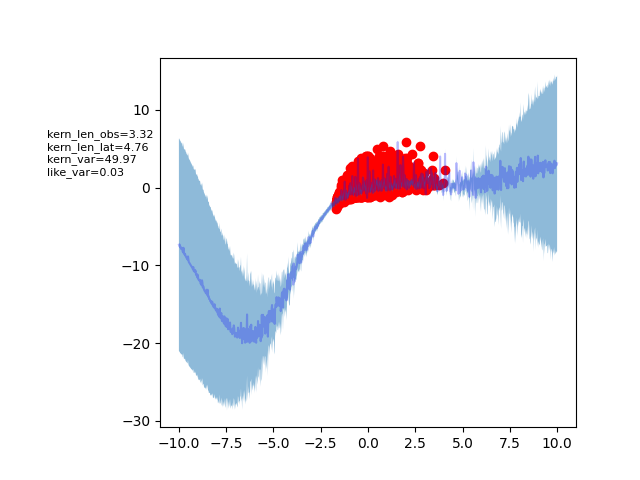 kern_len_obs=3.32
kern_len_lat=4.76
kern_var=49.97
like_var=0.03
10
0
−10
−20
−30
−10.0 −7.5 −5.0 −2.5 0.0 2.5 5.0 7.5 10.0